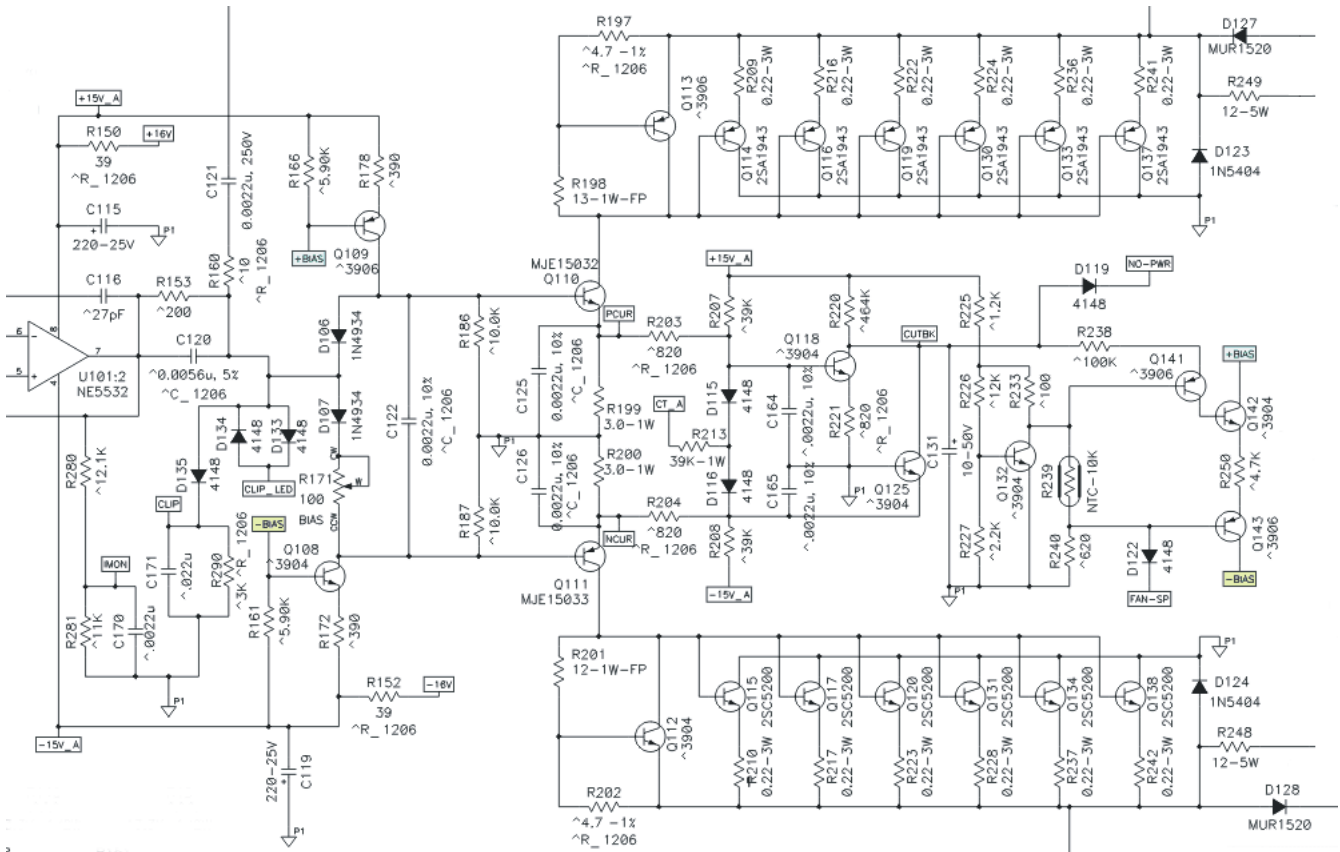 R197
^4.7 -1%
^R_1206
Q113
^3906
R209
0.22-3W
R216
0.22-3W
R222
0.22-3W
R224
0.22-3W
R236
0.22-3W
R241
0.22-3W
D127
MUR1520
R249
12-5W
Q114
2SA1943
Q116
2SA1943
Q119
2SA1943
Q130
2SA1943
Q133
2SA1943
Q137
2SA1943
D123
1N5404
P1
R198
13-1W-FP
+15V_A
R150
+16V
39
^R_1206
C115
+
220-25V
P1
C121
0.0022u, 250V
R166
^5.90K
R178
^390
R160
^10
^R_1206
+BIAS
Q109
^3906
C116
^27pF
R153
^200
6
5
8
4
7
-
+
U101:2
NE5532
C120
^0.0056u, 5%
^C_1206
D106
1N4934
D107
1N4934
D134
4148
D133
4148
D135
4148
CLIP_LED
CLIP
R171
100
BIAS
CW
W
CCW
R280
^12.1K
IMON
R281
^11K
C170
.0022u
C171
.022u
R290
^3K
^R_1206
P1
-BIAS
Q108
^3904
R161
^5.90K
R172
^390
R152
-16V
39
^R_1206
-15V_A
220-25V
C119
+
P1
C122
0.0022u, 10%
^C_1206
R186
^10.0K
R187
^10.0K
P1
MJE15032
Q110
C125
0.0022u, 10%
^C_1206
C126
0.0022u, 10%
^C_1206
R199
3.0-1W
R200
3.0-1W
PCUR
R203
^820
^R_1206
NCUR
R204
^820
^R_1206
Q111
MJE15033
+15V_A
R207
^39K
D115
4148
CT_A
R213
39K-1W
D116
4148
R208
^39K
-15V_A
Q118
^3904
C164
.0022u, 10%
C165
.0022u, 10%
R220
^464K
R221
^820
^R_1206
P1
Q125
^3904
CUTBK
C131
+
10-50V
D119
4148
NO-PWR
R225
^1.2K
R226
^12K
R233
^100
R227
^2.2K
Q132
^3904
P1
R238
^100K
Q141
^3906
R239
NTC-10K
R240
^620
D122
4148
FAN-SP
+BIAS
Q142
^3904
R250
^4.7K
Q143
^3906
-BIAS
R201
12-1W-FP
Q112
^3904
R202
^4.7 -1%
^R_1206
Q115
2SC5200
Q117
2SC5200
Q120
2SC5200
Q131
2SC5200
Q134
2SC5200
Q138
2SC5200
R210
0.22-3W
R217
0.22-3W
R223
0.22-3W
R228
0.22-3W
R237
0.22-3W
R242
0.22-3W
P1
D124
1N5404
R248
12-5W
D128
MUR1520